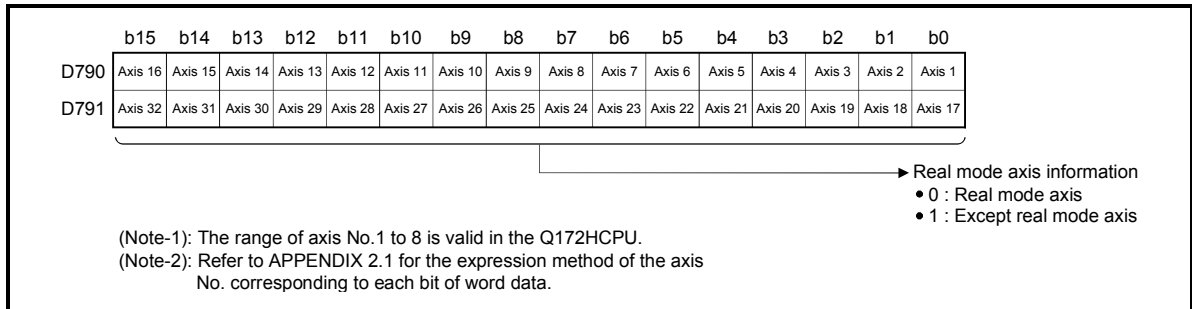 b15 b14 b13 b12 b11 b10 b9 b8 b7 b6 b5 b4 b3 b2 b1 b0
D790 Axis 16 Axis 15 Axis 14 Axis 13 Axis 12 Axis 11 Axis 10 Axis 9 Axis 8 Axis 7 Axis 6 Axis 5 Axis 4 Axis 3 Axis 2 Axis 1
D791 Axis 32 Axis 31 Axis 30 Axis 29 Axis 28 Axis 27 Axis 26 Axis 25 Axis 24 Axis 23 Axis 22 Axis 21 Axis 20 Axis 19 Axis 18 Axis 17
Real mode axis information
• 0 : Real mode axis
• 1 : Except real mode axis
(Note-1): The range of axis No.1 to 8 is valid in the Q172HCPU.
(Note-2): Refer to APPENDIX 2.1 for the expression method of the axis
No. corresponding to each bit of word data.